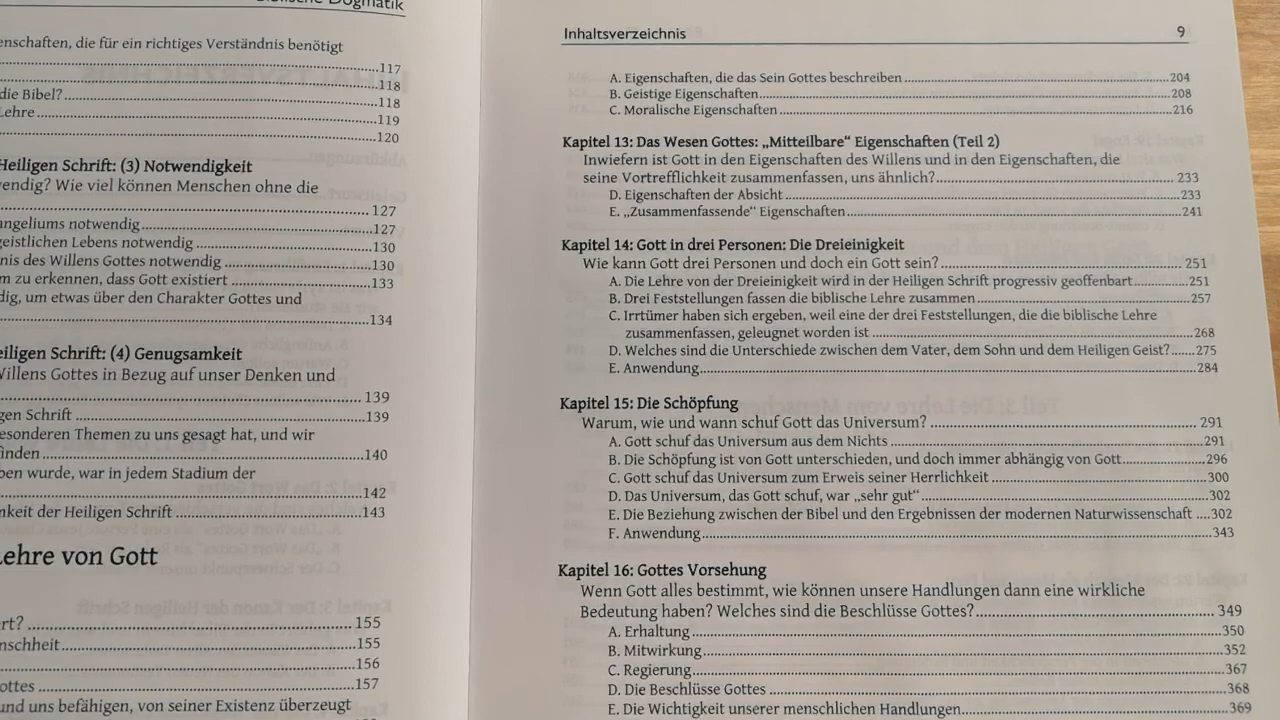 Biblische Dogmatik
enschaften, die für ein richtiges Verständnis benötigt
117
118
die Bibel? 118
Lehre 119
120
Heiligen Schrift: (3) Notwendigkeit
wendig? Wie viel können Menschen ohne die
127
angeliums notwendig 127
geistlichen Lebens notwendig 130
nis des Willens Gottes notwendig 130
m zu erkennen, dass Gott existiert 133
dig, um etwas über den Charakter Gottes und
134
eiligen Schrift: (4) Genugsamkeit
Willens Gottes in Bezug auf unser Denken und
139
gen Schrift 139
esonderen Themen zu uns gesagt hat, und wir
finden 140
ben wurde, war in jedem Stadium der
142
mkeit der Heiligen Schrift 143
Lehre von Gott
ert? 155
nschheit 155
156
ottes 157
und uns befähigen, von seiner Existenz überzeugt
Inhaltsverzeichnis 9
A. Eigenschaften, die das Sein Gottes beschreiben 204
B. Geistige Eigenschaften 208
C. Moralische Eigenschaften 216
Kapitel 13: Das Wesen Gottes: „Mitteilbare“ Eigenschaften (Teil 2)
Inwiefern ist Gott in den Eigenschaften des Willens und in den Eigenschaften, die
seine Vortrefflichkeit zusammenfassen, uns ähnlich? 233
D. Eigenschaften der Absicht 233
E. „Zusammenfassende“ Eigenschaften 241
Kapitel 14: Gott in drei Personen: Die Dreieinigkeit
Wie kann Gott drei Personen und doch ein Gott sein? 251
A. Die Lehre von der Dreieinigkeit wird in der Heiligen Schrift progressiv geoffenbart 251
B. Drei Feststellungen fassen die biblische Lehre zusammen 257
C. Irrtümer haben sich ergeben, weil eine der drei Feststellungen, die die biblische Lehre
zusammenfassen, geleugnet worden ist 268
D. Welches sind die Unterschiede zwischen dem Vater, dem Sohn und dem Heiligen Geist? 275
E. Anwendung 284
Kapitel 15: Die Schöpfung
Warum, wie und wann schuf Gott das Universum? 291
A. Gott schuf das Universum aus dem Nichts 291
B. Die Schöpfung ist von Gott unterschieden, und doch immer abhängig von Gott 296
C. Gott schuf das Universum zum Erweis seiner Herrlichkeit 300
D. Das Universum, das Gott schuf, war „sehr gut“ 302
E. Die Beziehung zwischen der Bibel und den Ergebnissen der modernen Naturwissenschaft 302
F. Anwendung 343
Kapitel 16: Gottes Vorsehung
Wenn Gott alles bestimmt, wie können unsere Handlungen dann eine wirkliche
Bedeutung haben? Welches sind die Beschlüsse Gottes? 349
A. Erhaltung 350
B. Mitwirkung 352
C. Regierung 367
D. Die Beschlüsse Gottes 368
E. Die Wichtigkeit unserer menschlichen Handlungen 369